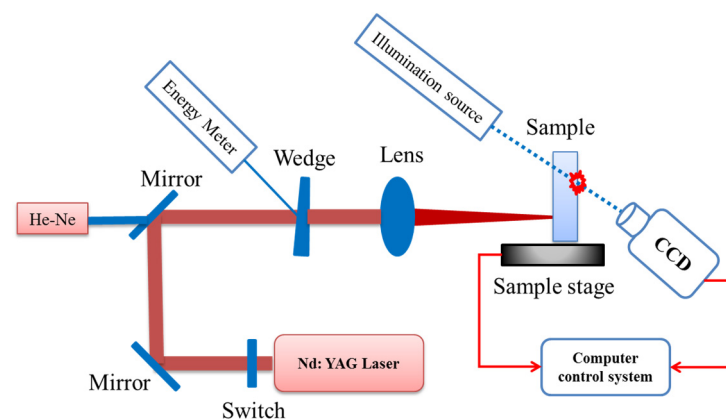 Illumination source
Energy Meter
Wedge
Lens
Sample
Mirror
He-Ne
CCD
Sample stage
Nd: YAG Laser
Computer
control system
Mirror
Switch